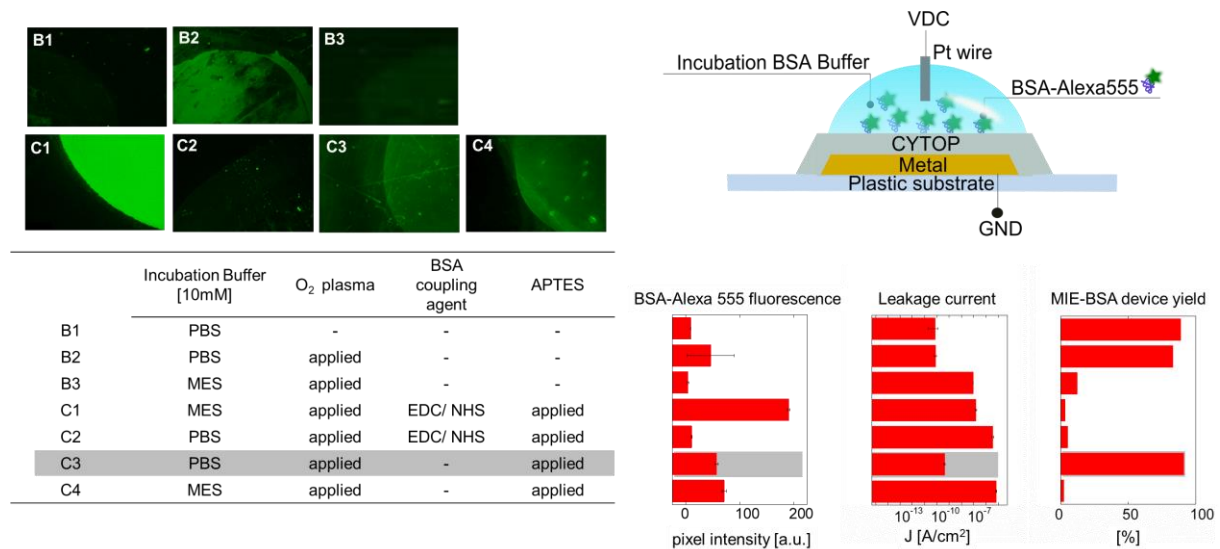 B1
B2
B3
C1
C2
C3
C4
VDC
Pt wire
Incubation BSA Buffer
BSA-Alexa555
CYTOP
Metal
Plastic substrate
GND
Incubation Buffer [10mM] O₂ plasma BSA coupling agent APTES
B1 PBS - - -
B2 PBS applied - -
B3 MES applied - -
C1 MES applied EDC/ NHS applied
C2 PBS applied EDC/ NHS applied
C3 PBS applied - applied
C4 MES applied - applied
BSA-Alexa 555 fluorescence
0 100 200
pixel intensity [a.u.]
Leakage current
10⁻¹³ 10⁻¹⁰ 10⁻⁷
J [A/cm²]
MIE-BSA device yield
0 50 100
[%]